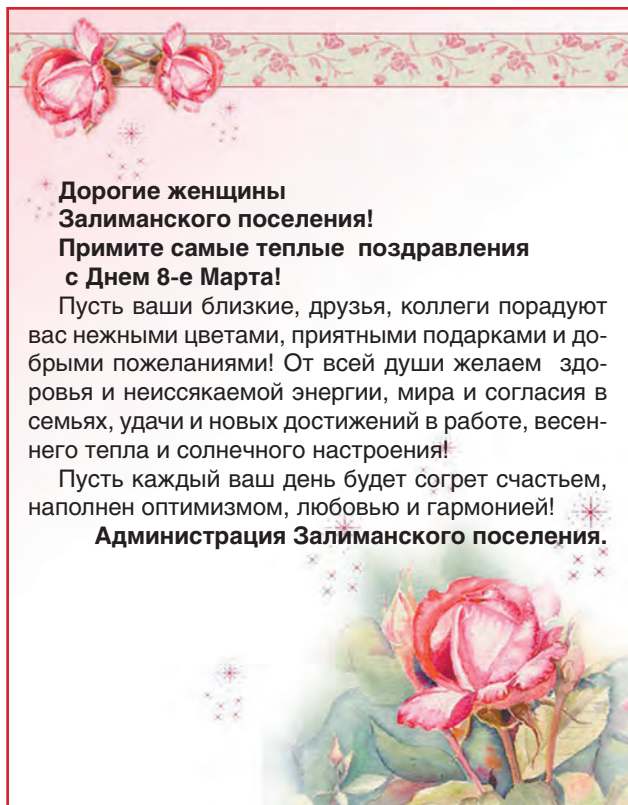 Дорогие женщины
Залиманского поселения!
Примите самые теплые поздравления
с Днем 8-е Марта!
Пусть ваши близкие, друзья, коллеги порадуют
вас нежными цветами, приятными подарками и до-
брыми пожеланиями! От всей души желаем здо-
ровья и неиссякаемой энергии, мира и согласия в
семьях, удачи и новых достижений в работе, весен-
него тепла и солнечного настроения!
Пусть каждый ваш день будет согрет счастьем,
наполнен оптимизмом, любовью и гармонией!
Администрация Залиманского поселения.